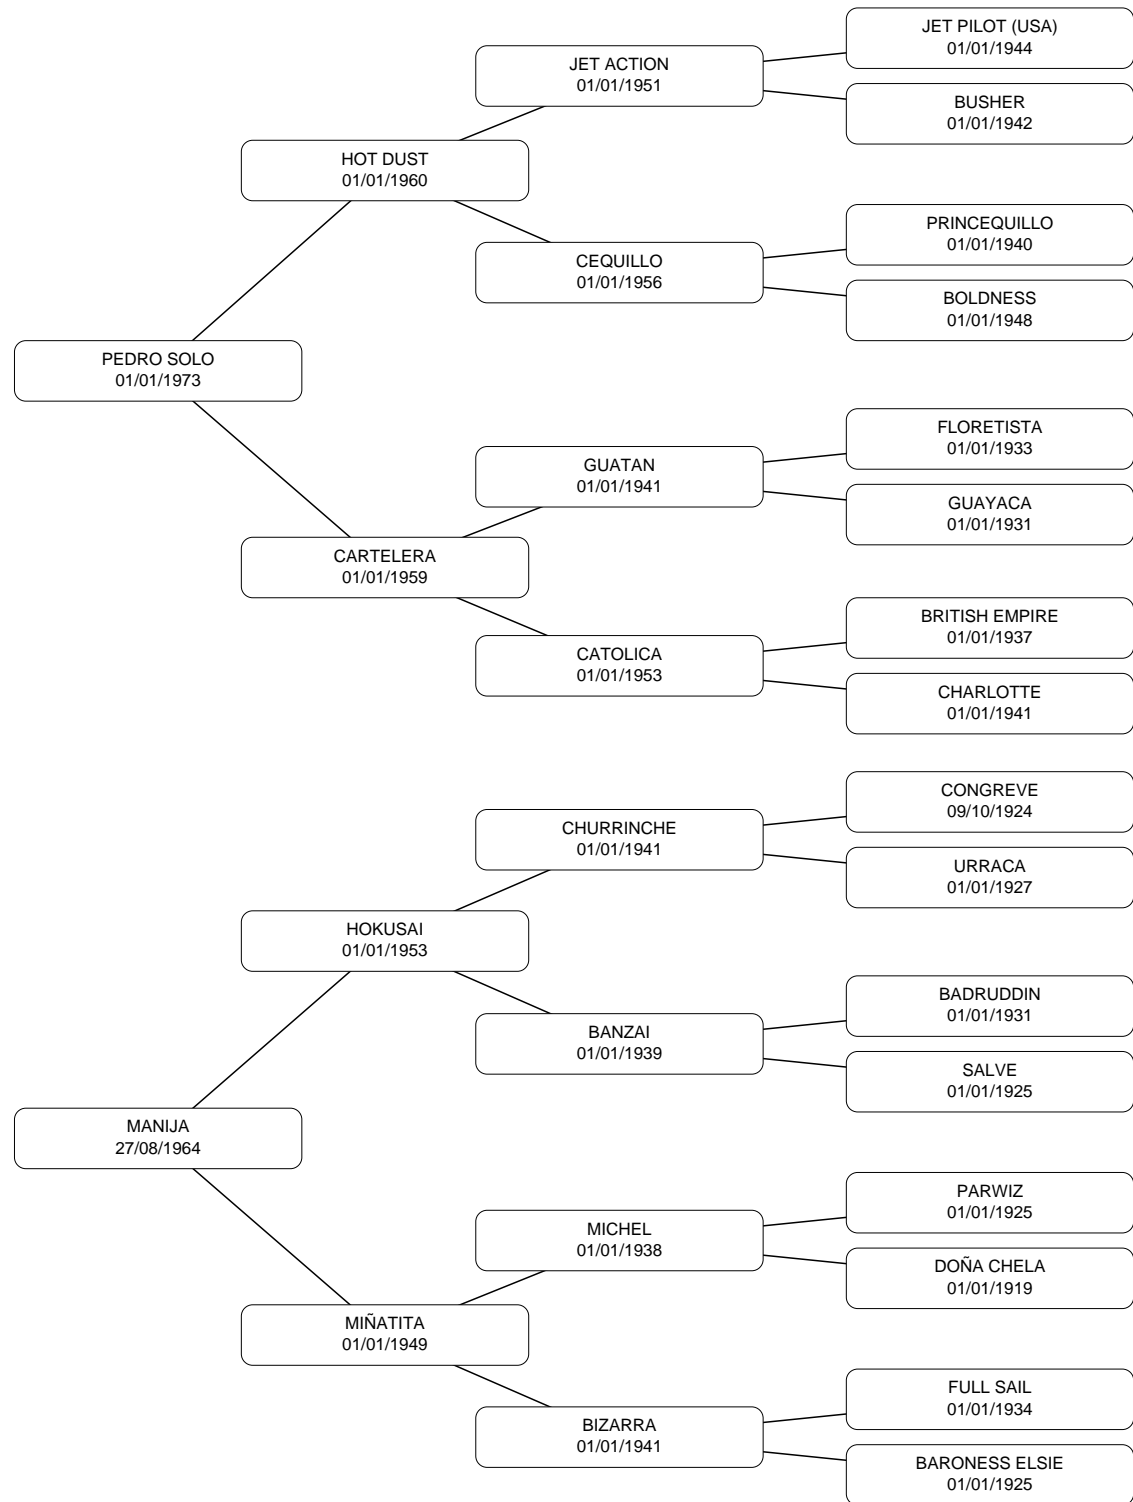 JET PILOT (USA)
01/01/1944
JET ACTION
01/01/1951
BUSHER
01/01/1942
HOT DUST
01/01/1960
PRINCEQUILLO
01/01/1940
CEQUILLO
01/01/1956
BOLDNESS
01/01/1948
PEDRO SOLO
01/01/1973
FLORETISTA
01/01/1933
GUATAN
01/01/1941
GUAYACA
01/01/1931
CARTELERA
01/01/1959
BRITISH EMPIRE
01/01/1937
CATOLICA
01/01/1953
CHARLOTTE
01/01/1941
CONGREVE
09/10/1924
CHURRINCHE
01/01/1941
URRACA
01/01/1927
HOKUSAI
01/01/1953
BADRUDDIN
01/01/1931
BANZAI
01/01/1939
SALVE
01/01/1925
MANIJA
27/08/1964
PARWIZ
01/01/1925
MICHEL
01/01/1938
DOÑA CHELA
01/01/1919
MIÑATITA
01/01/1949
FULL SAIL
01/01/1934
BIZARRA
01/01/1941
BARONESS ELSIE
01/01/1925